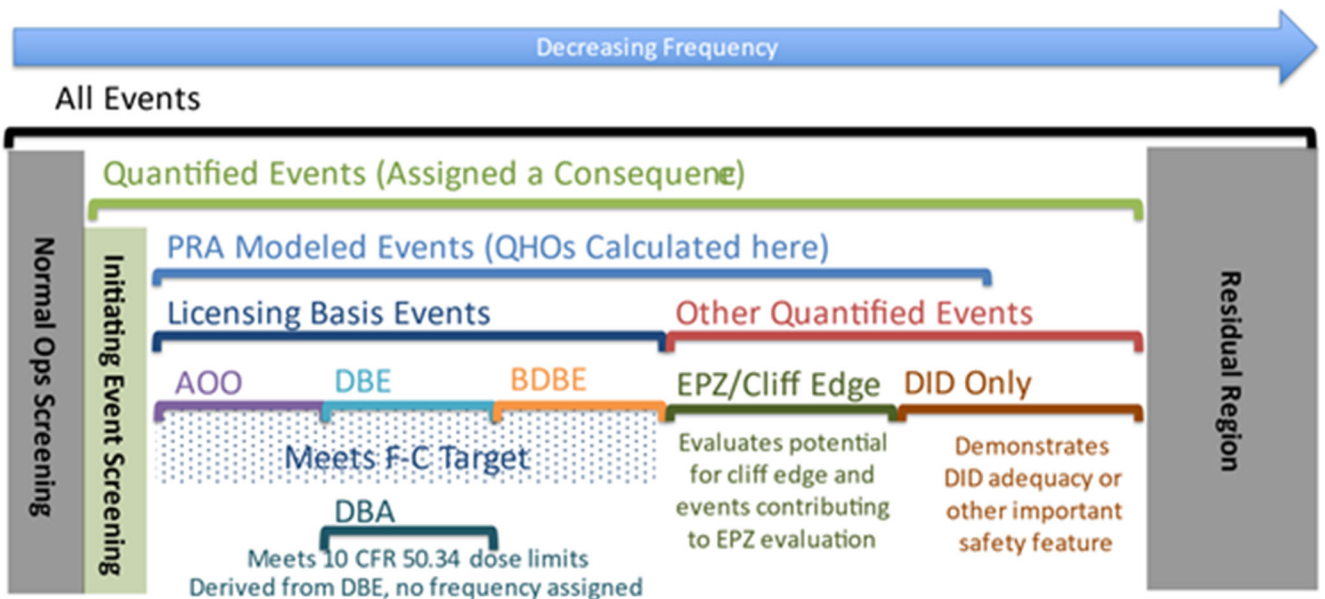 Decreasing Frequency
All Events
Quantified Events (Assigned a Consequence)
PRA Modeled Events (QHOs Calculated here)
Licensing Basis Events
Other Quantified Events
AOO
DBE
BDBE
EPZ/Cliff Edge
DID Only
Meets F-C Target
Evaluates potential
for cliff edge and
events contributing
to EPZ evaluation
Demonstrates
DID adequacy or
other important
safety feature
DBA
Meets 10 CFR 50.34 dose limits
Derived from DBE, no frequency assigned
Normal Ops Screening
Initiating Event Screening
Residual Region